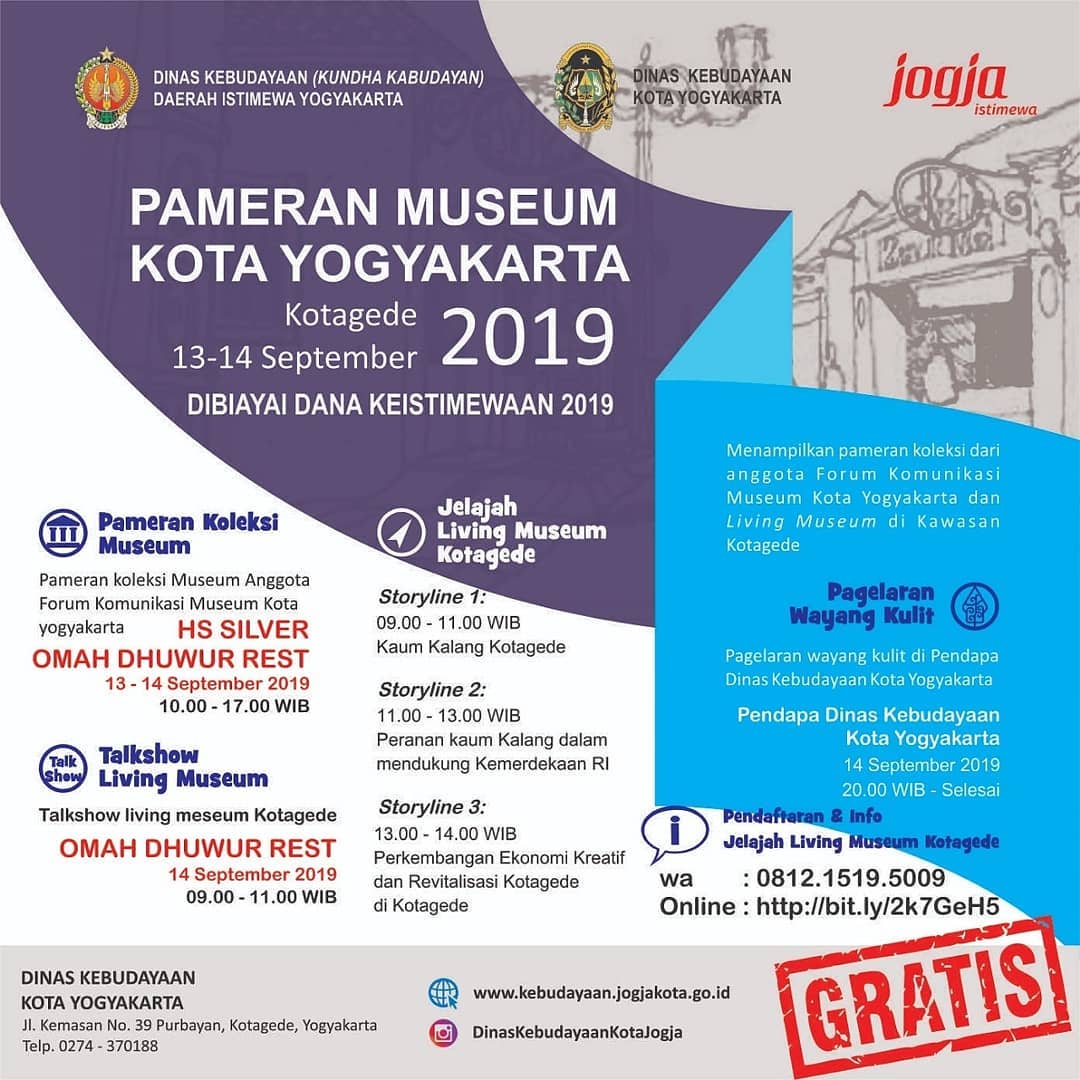 DINAS KEBUDAYAAN (KUNDHA KABUDAYAN)
DAERAH ISTIMEWA YOGYAKARTA
DINAS KEBUDAYAAN
KOTA YOGYAKARTA
jogja
istimewa
PAMERAN MUSEUM
KOTA YOGYAKARTA
Kotagede
13-14 September
2019
DIBIAYAI DANA KEISTIMEWAAN 2019
Menampilkan pameran koleksi dari
anggota Forum Komunikasi
Museum Kota Yogyakarta dan
Living Museum di Kawasan
Kotagede
Pameran Koleksi
Museum
Pameran koleksi Museum Anggota
Forum Komunikasi Museum Kota
yogyakarta
HS SILVER
OMAH DHUWUR REST
13 - 14 September 2019
10.00 - 17.00 WIB
Talk
Show
Talkshow
Living Museum
Talkshow living meseum Kotagede
OMAH DHUWUR REST
14 September 2019
09.00 - 11.00 WIB
Jelajah
Living Museum
Kotagede
Storyline 1:
09.00 - 11.00 WIB
Kaum Kalang Kotagede
Storyline 2:
11.00 - 13.00 WIB
Peranan kaum Kalang dalam
mendukung Kemerdekaan RI
Storyline 3:
13.00 - 14.00 WIB
Perkembangan Ekonomi Kreatif
dan Revitalisasi Kotagede
di Kotagede
Pagelaran
Wayang Kulit
Pagelaran wayang kulit di Pendapa
Dinas Kebudayaan Kota Yogyakarta
Pendapa Dinas Kebudayaan
Kota Yogyakarta
14 September 2019
20.00 WIB - Selesai
i
Pendaftaran & Info
Jelajah Living Museum Kotagede
wa : 0812.1519.5009
Online : http://bit.ly/2k7GeH5
GRATIS
DINAS KEBUDAYAAN
KOTA YOGYAKARTA
Jl. Kemasan No. 39 Purbayan, Kotagede, Yogyakarta
Telp. 0274 - 370188
www.kebudayaan.jogjakota.go.id
DinasKebudayaanKotaJogja